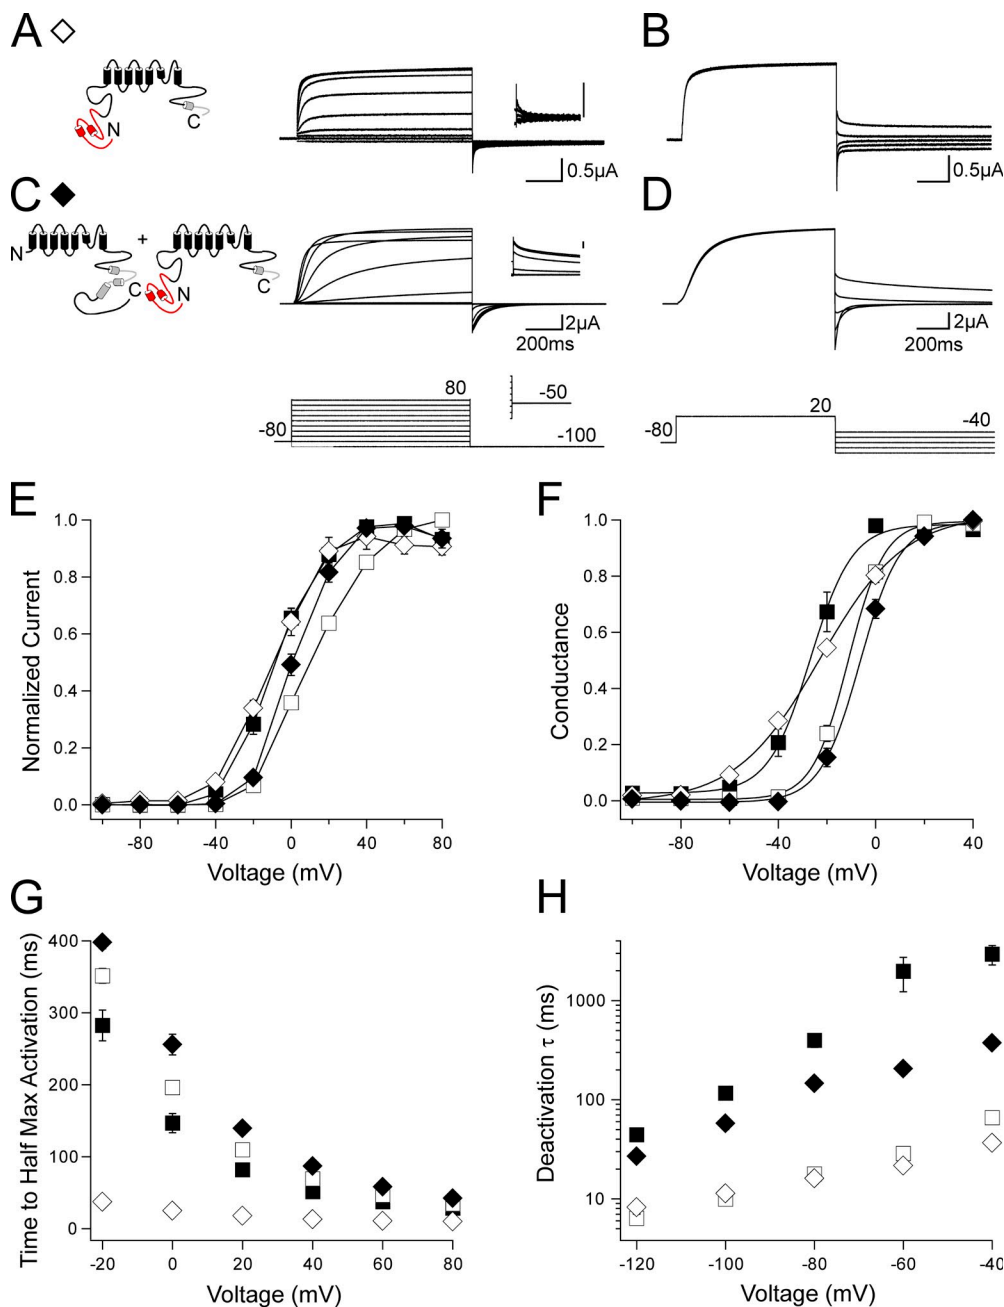 A
B
N
C
0.5µA
0.5µA
C
D
N
+
C
N
C
2µA
200ms
2µA
200ms
80
-50
-80
-100
20
-40
-80
E
F
1.0
0.8
0.6
0.4
0.2
0.0
Normalized Current
-80
-40
0
40
80
Voltage (mV)
1.0
0.8
0.6
0.4
0.2
0.0
Conductance
-80
-40
0
40
Voltage (mV)
G
H
400
300
200
100
0
Time to Half Max Activation (ms)
-20
0
20
40
60
80
Voltage (mV)
1000
100
10
Deactivation τ (ms)
-120
-100
-80
-60
-40
Voltage (mV)